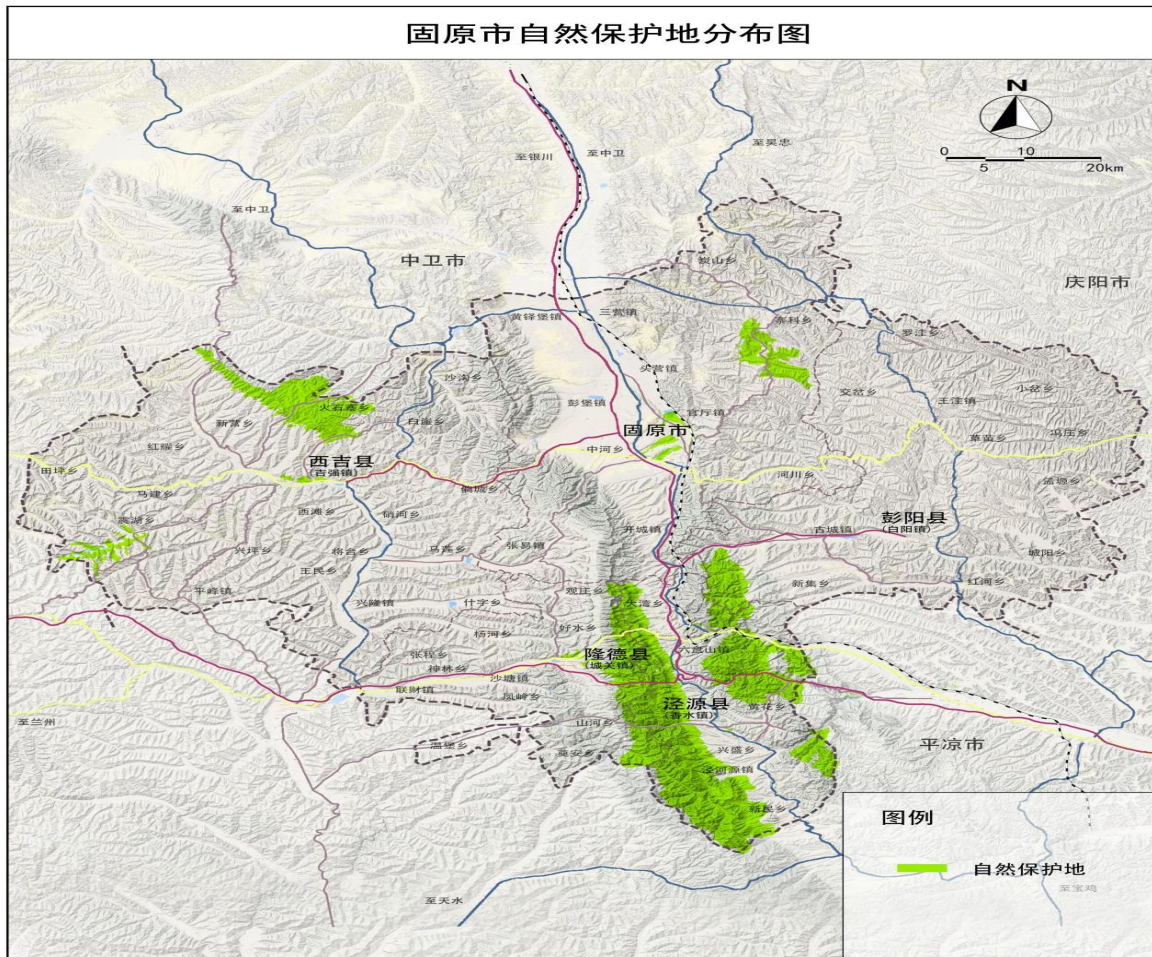 固原市自然保护地分布图
N
0 10 20km
5
至吴忠
至银川
至中卫
至中卫
中卫市
庆阳市
炭山乡
黄铎堡镇
三营镇
寨科乡
罗洼乡
头营镇
沙沟乡
交岔乡
小岔乡
王洼镇
火石寨乡
彭堡镇
官厅镇
新营乡
白崖乡
固原市
草庙乡
冯庄乡
红耀乡
中河乡
西吉县
(吉强镇)
田坪乡
偏城乡
河川乡
孟塬乡
马建乡
西滩乡
硝河乡
彭阳县
(白阳镇)
震湖乡
开城镇
古城镇
兴坪乡
将台乡
马莲乡
张易镇
城阳乡
王民乡
新集乡
红河乡
平峰镇
观庄乡
兴隆镇
什字乡
大湾乡
好水乡
杨河乡
张程乡
隆德县
(城关镇)
六盘山镇
神林乡
沙塘镇
联财镇
凤岭乡
泾源县
(香水镇)
黄花乡
至兰州
山河乡
温堡乡
奠安乡
兴盛乡
平凉市
泾河源镇
新民乡
图例
自然保护地
至宝鸡
至天水